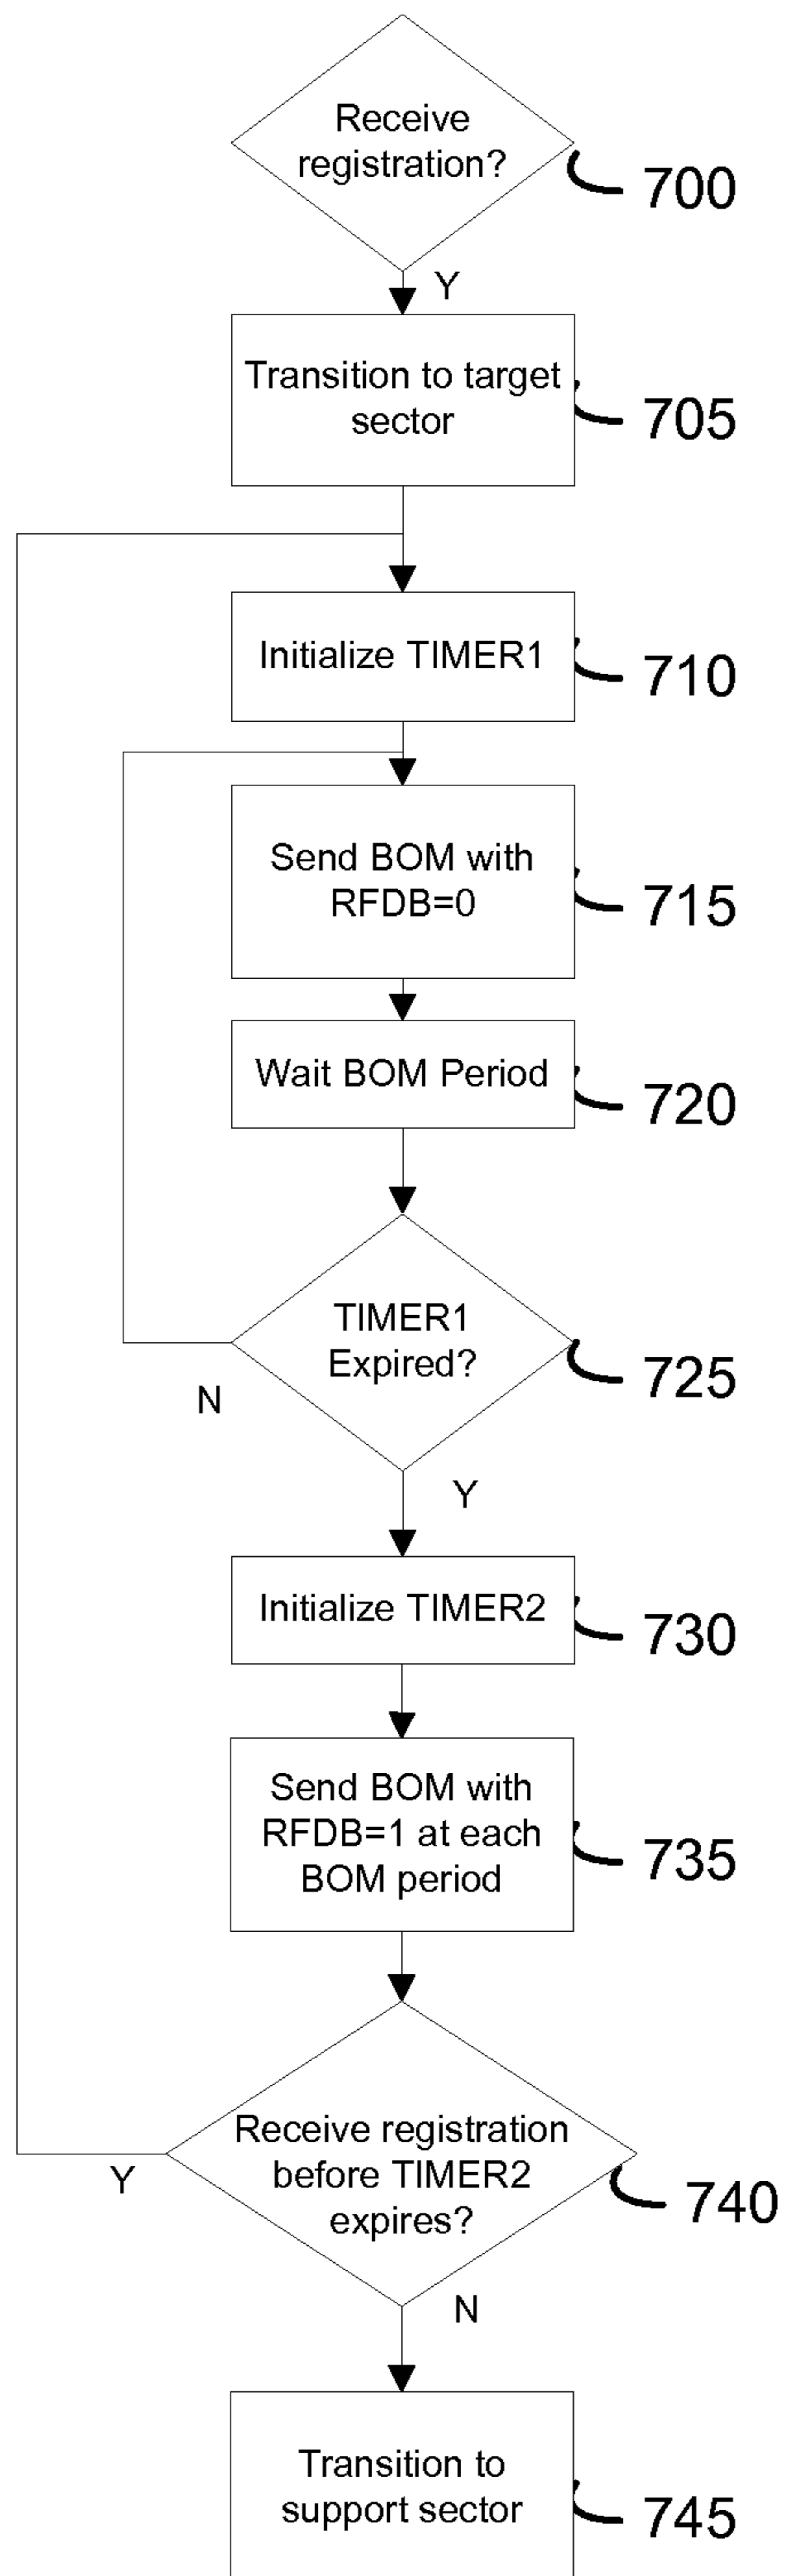 Receive
registration?
700
Y
Transition to target
sector
705
Initialize TIMER1
710
Send BOM with
RFDB=0
715
Wait BOM Period
720
TIMER1
Expired?
725
N
Y
Initialize TIMER2
730
Send BOM with
RFDB=1 at each
BOM period
735
Receive registration
before TIMER2
expires?
740
Y
N
Transition to
support sector
745